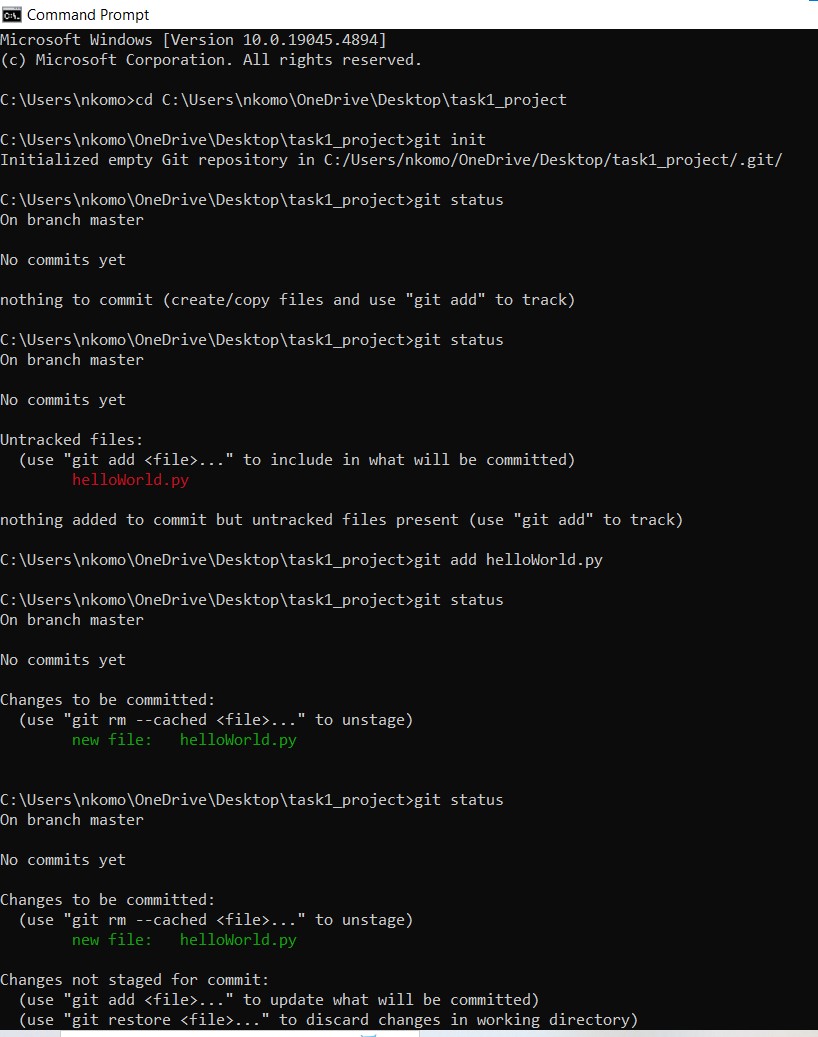 Command Prompt
Microsoft Windows [Version 10.0.19045.4894]
(c) Microsoft Corporation. All rights reserved.
C:\Users\nkomo>cd C:\Users\nkomo\OneDrive\Desktop\task1_project
C:\Users\nkomo\OneDrive\Desktop\task1_project>git init
Initialized empty Git repository in C:/Users/nkomo/OneDrive/Desktop/task1_project/.git/
C:\Users\nkomo\OneDrive\Desktop\task1_project>git status
On branch master
No commits yet
nothing to commit (create/copy files and use "git add" to track)
C:\Users\nkomo\OneDrive\Desktop\task1_project>git status
On branch master
No commits yet
Untracked files:
  (use "git add <file>..." to include in what will be committed)
        helloWorld.py
nothing added to commit but untracked files present (use "git add" to track)
C:\Users\nkomo\OneDrive\Desktop\task1_project>git add helloWorld.py
C:\Users\nkomo\OneDrive\Desktop\task1_project>git status
On branch master
No commits yet
Changes to be committed:
  (use "git rm --cached <file>..." to unstage)
        new file:   helloWorld.py
C:\Users\nkomo\OneDrive\Desktop\task1_project>git status
On branch master
No commits yet
Changes to be committed:
  (use "git rm --cached <file>..." to unstage)
        new file:   helloWorld.py
Changes not staged for commit:
  (use "git add <file>..." to update what will be committed)
  (use "git restore <file>..." to discard changes in working directory)